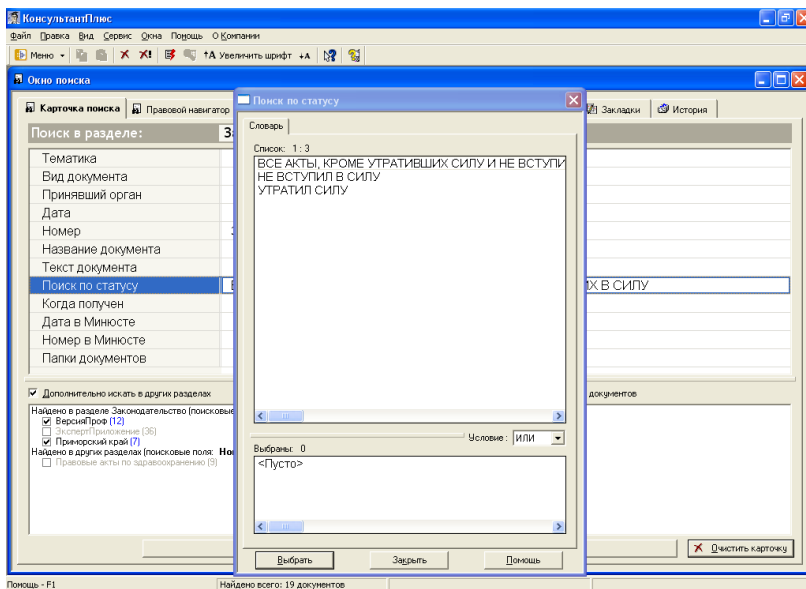 КонсультантПлюс
Файл Правка Вид Сервис Окна Помощь О Компании
Меню Увеличить шрифт
Окно поиска
Карточка поиска Правовой навигатор Закладки История
Поиск в разделе:
Тематика
Вид документа
Принявший орган
Дата
Номер
Название документа
Текст документа
Поиск по статусу ИХ В СИЛУ
Когда получен
Дата в Минюсте
Номер в Минюсте
Папки документов
Дополнительно искать в других разделах документов
Найдено в разделе Законодательство (поисковые
ВерсияПроф (12)
ЭкспертПриложение (36)
Приморский край (7)
Найдено в других разделах (поисковые поля: Но
Правовые акты по здравоохранению (9)
Очистить карточку
Поиск по статусу
Словарь
Список: 1 : 3
ВСЕ АКТЫ, КРОМЕ УТРАТИВШИХ СИЛУ И НЕ ВСТУПИ
НЕ ВСТУПИЛ В СИЛУ
УТРАТИЛ СИЛУ
Условие: ИЛИ
Выбраны: 0
<Пусто>
Выбрать Закрыть Помощь
Помощь - F1 Найдено всего: 19 документов